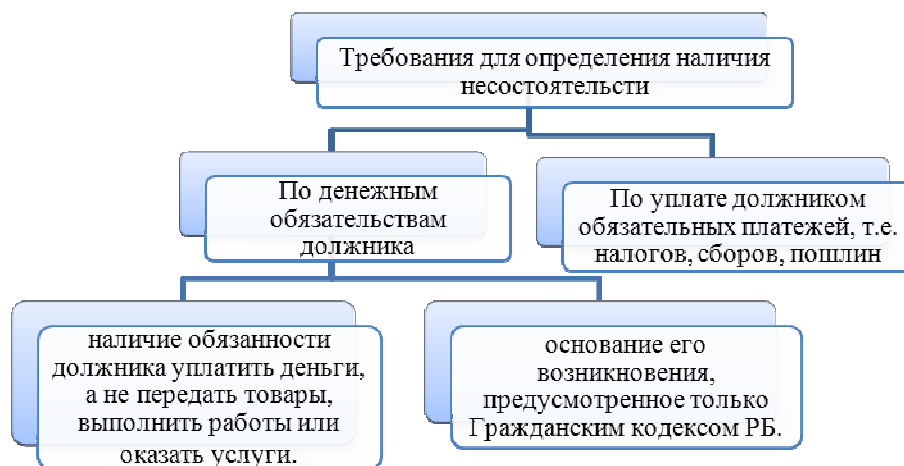 Требования для определения наличия
несостоятельсти
По денежным
обязательствам
должника
По уплате должником
обязательных платежей, т.е.
налогов, сборов, пошлин
наличие обязанности
должника уплатить деньги,
а не передать товары,
выполнить работы или
оказать услуги.
основание его
возникновения,
предусмотренное только
Гражданским кодексом РБ.